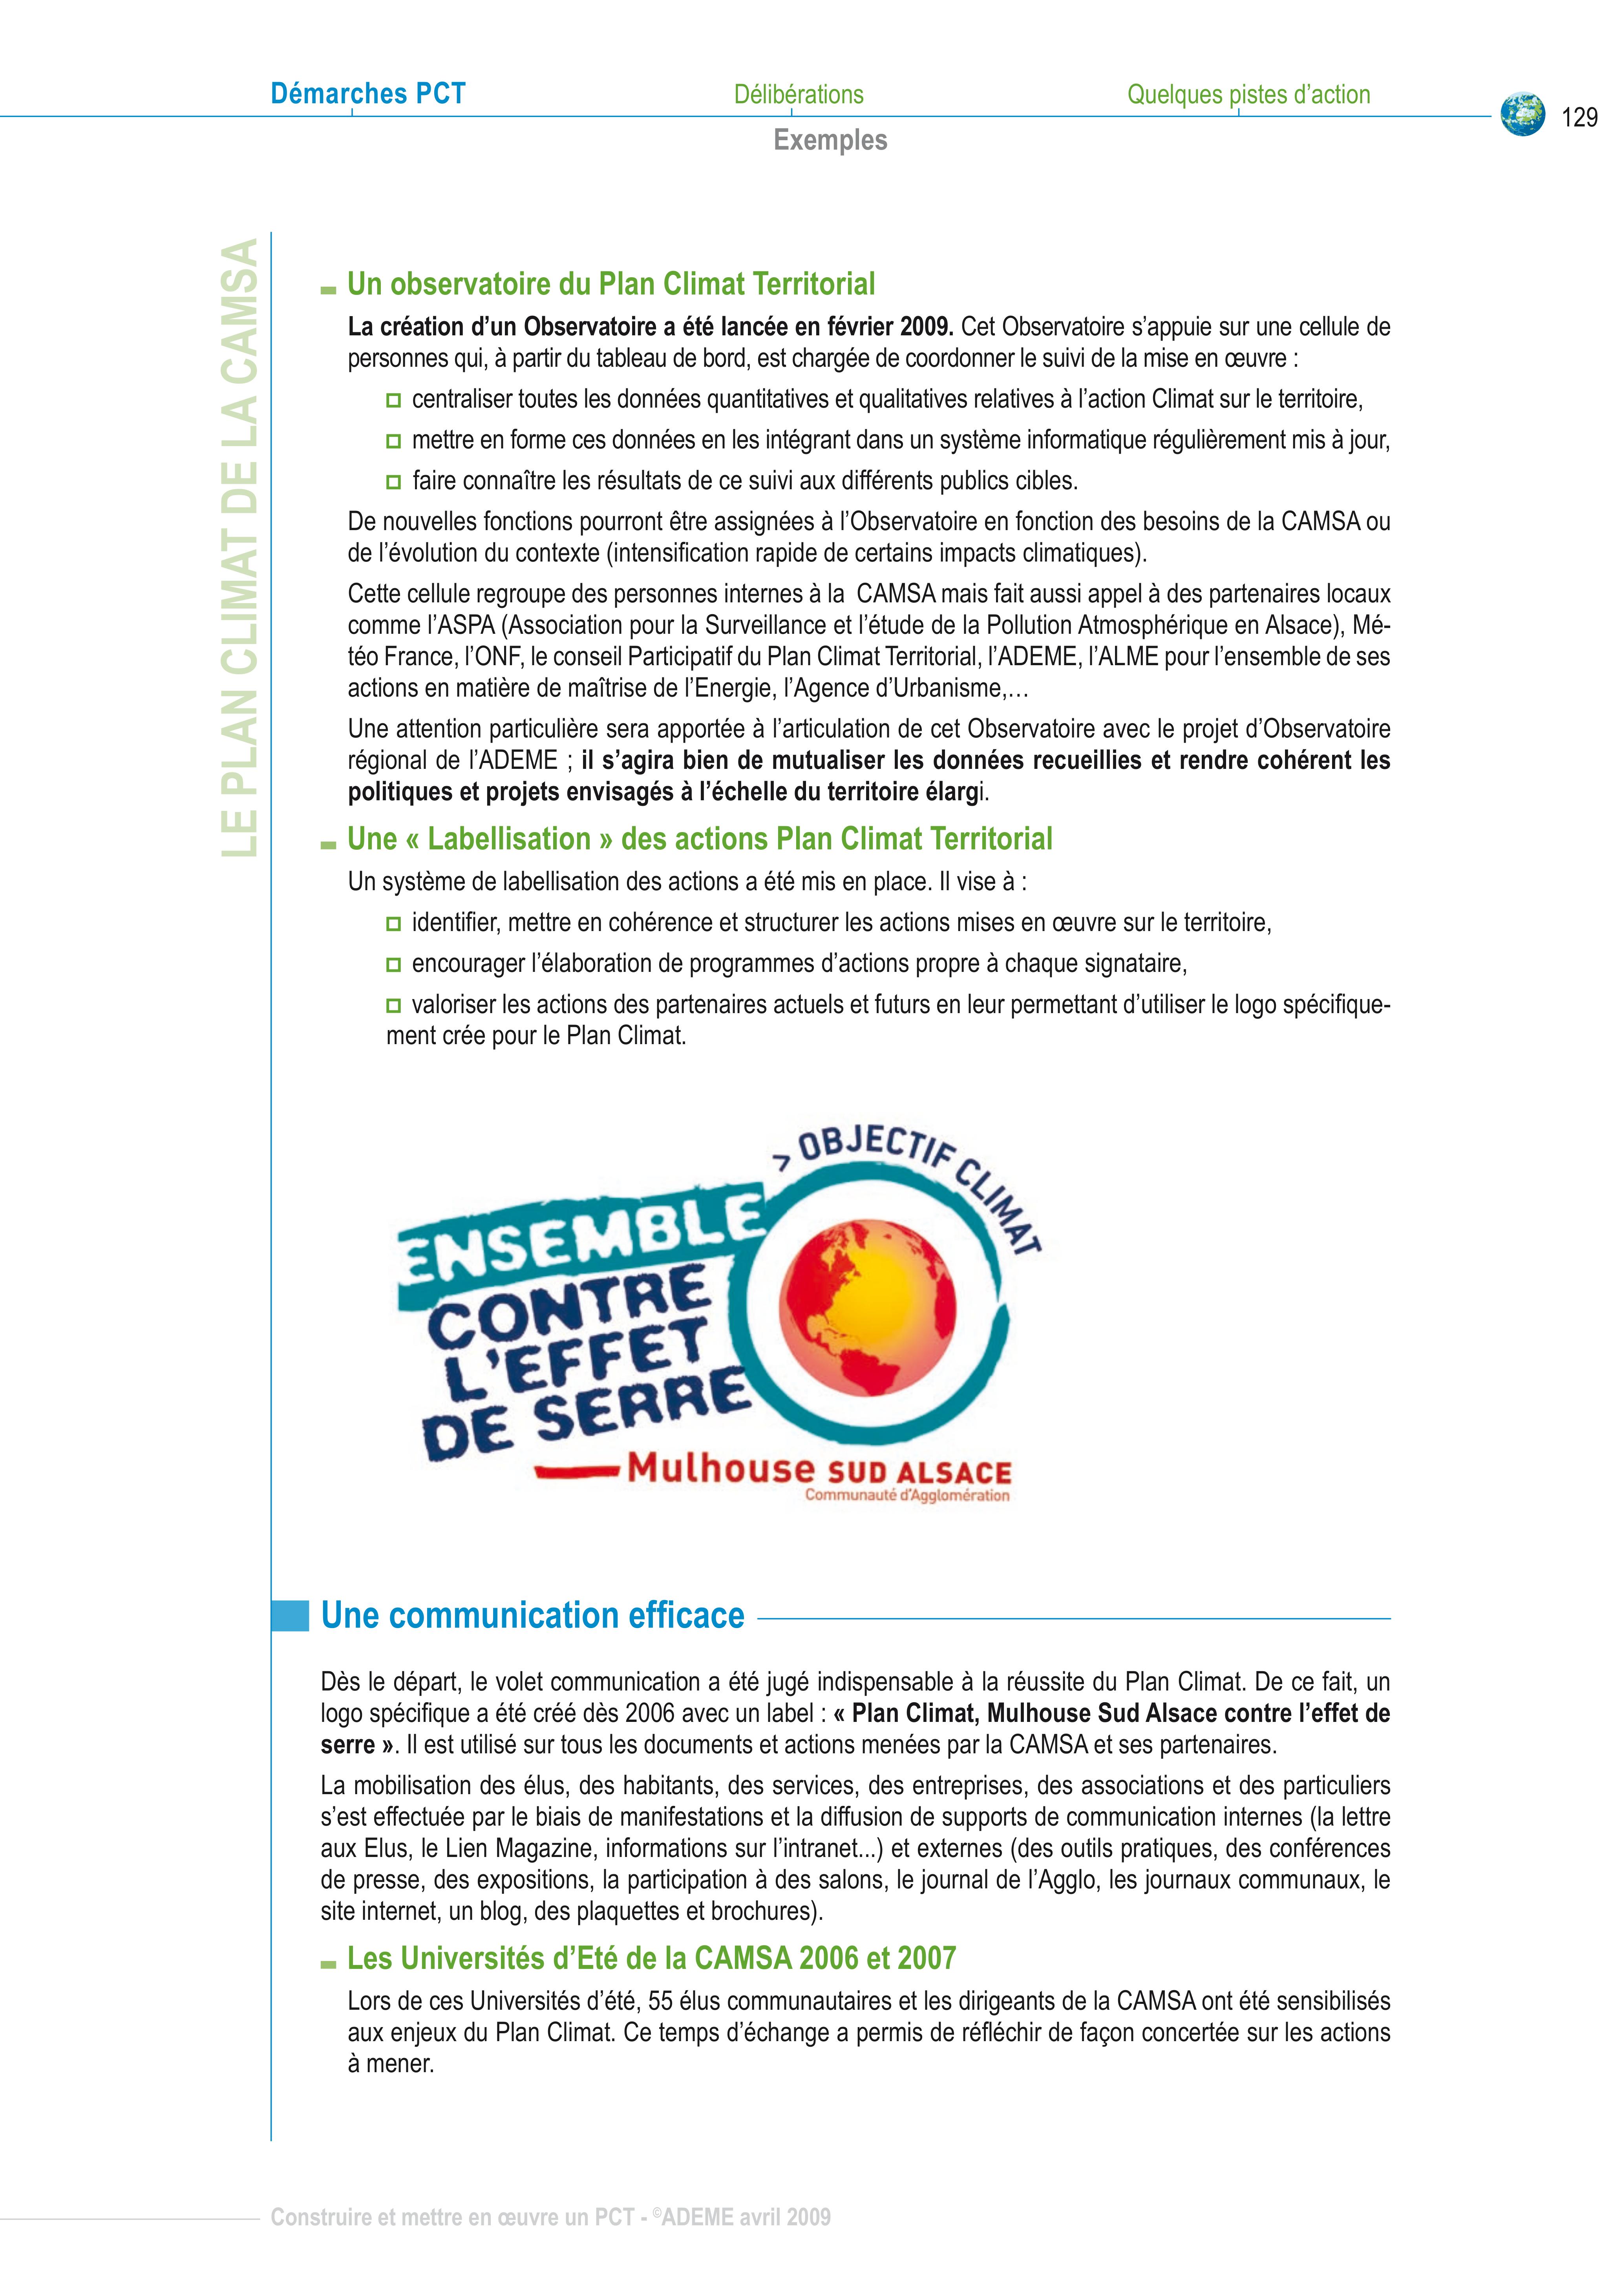 Démarches PCT
Délibérations
Quelques pistes d’action
129
Exemples
LE PLAN CLIMAT DE LA CAMSA
Un observatoire du Plan Climat Territorial
La création d’un Observatoire a été lancée en février 2009. Cet Observatoire s’appuie sur une cellule de
personnes qui, à partir du tableau de bord, est chargée de coordonner le suivi de la mise en œuvre :
centraliser toutes les données quantitatives et qualitatives relatives à l’action Climat sur le territoire,
mettre en forme ces données en les intégrant dans un système informatique régulièrement mis à jour,
faire connaître les résultats de ce suivi aux différents publics cibles.
De nouvelles fonctions pourront être assignées à l’Observatoire en fonction des besoins de la CAMSA ou
de l’évolution du contexte (intensification rapide de certains impacts climatiques).
Cette cellule regroupe des personnes internes à la CAMSA mais fait aussi appel à des partenaires locaux
comme l’ASPA (Association pour la Surveillance et l’étude de la Pollution Atmosphérique en Alsace), Mé-
téo France, l’ONF, le conseil Participatif du Plan Climat Territorial, l’ADEME, l’ALME pour l’ensemble de ses
actions en matière de maîtrise de l’Energie, l’Agence d’Urbanisme,…
Une attention particulière sera apportée à l’articulation de cet Observatoire avec le projet d’Observatoire
régional de l’ADEME ; il s’agira bien de mutualiser les données recueillies et rendre cohérent les
politiques et projets envisagés à l’échelle du territoire élargi.
Une « Labellisation » des actions Plan Climat Territorial
Un système de labellisation des actions a été mis en place. Il vise à :
identifier, mettre en cohérence et structurer les actions mises en œuvre sur le territoire,
encourager l’élaboration de programmes d’actions propre à chaque signataire,
valoriser les actions des partenaires actuels et futurs en leur permettant d’utiliser le logo spécifique-
ment crée pour le Plan Climat.
> OBJECTIF CLIMAT
ENSEMBLE
CONTRE
L’EFFET
DE SERRE
Mulhouse SUD ALSACE
Communauté d’Agglomération
Une communication efficace
Dès le départ, le volet communication a été jugé indispensable à la réussite du Plan Climat. De ce fait, un
logo spécifique a été créé dès 2006 avec un label : « Plan Climat, Mulhouse Sud Alsace contre l’effet de
serre ». Il est utilisé sur tous les documents et actions menées par la CAMSA et ses partenaires.
La mobilisation des élus, des habitants, des services, des entreprises, des associations et des particuliers
s’est effectuée par le biais de manifestations et la diffusion de supports de communication internes (la lettre
aux Elus, le Lien Magazine, informations sur l’intranet...) et externes (des outils pratiques, des conférences
de presse, des expositions, la participation à des salons, le journal de l’Agglo, les journaux communaux, le
site internet, un blog, des plaquettes et brochures).
Les Universités d’Eté de la CAMSA 2006 et 2007
Lors de ces Universités d’été, 55 élus communautaires et les dirigeants de la CAMSA ont été sensibilisés
aux enjeux du Plan Climat. Ce temps d’échange a permis de réfléchir de façon concertée sur les actions
à mener.
Construire et mettre en œuvre un PCT - ©ADEME avril 2009